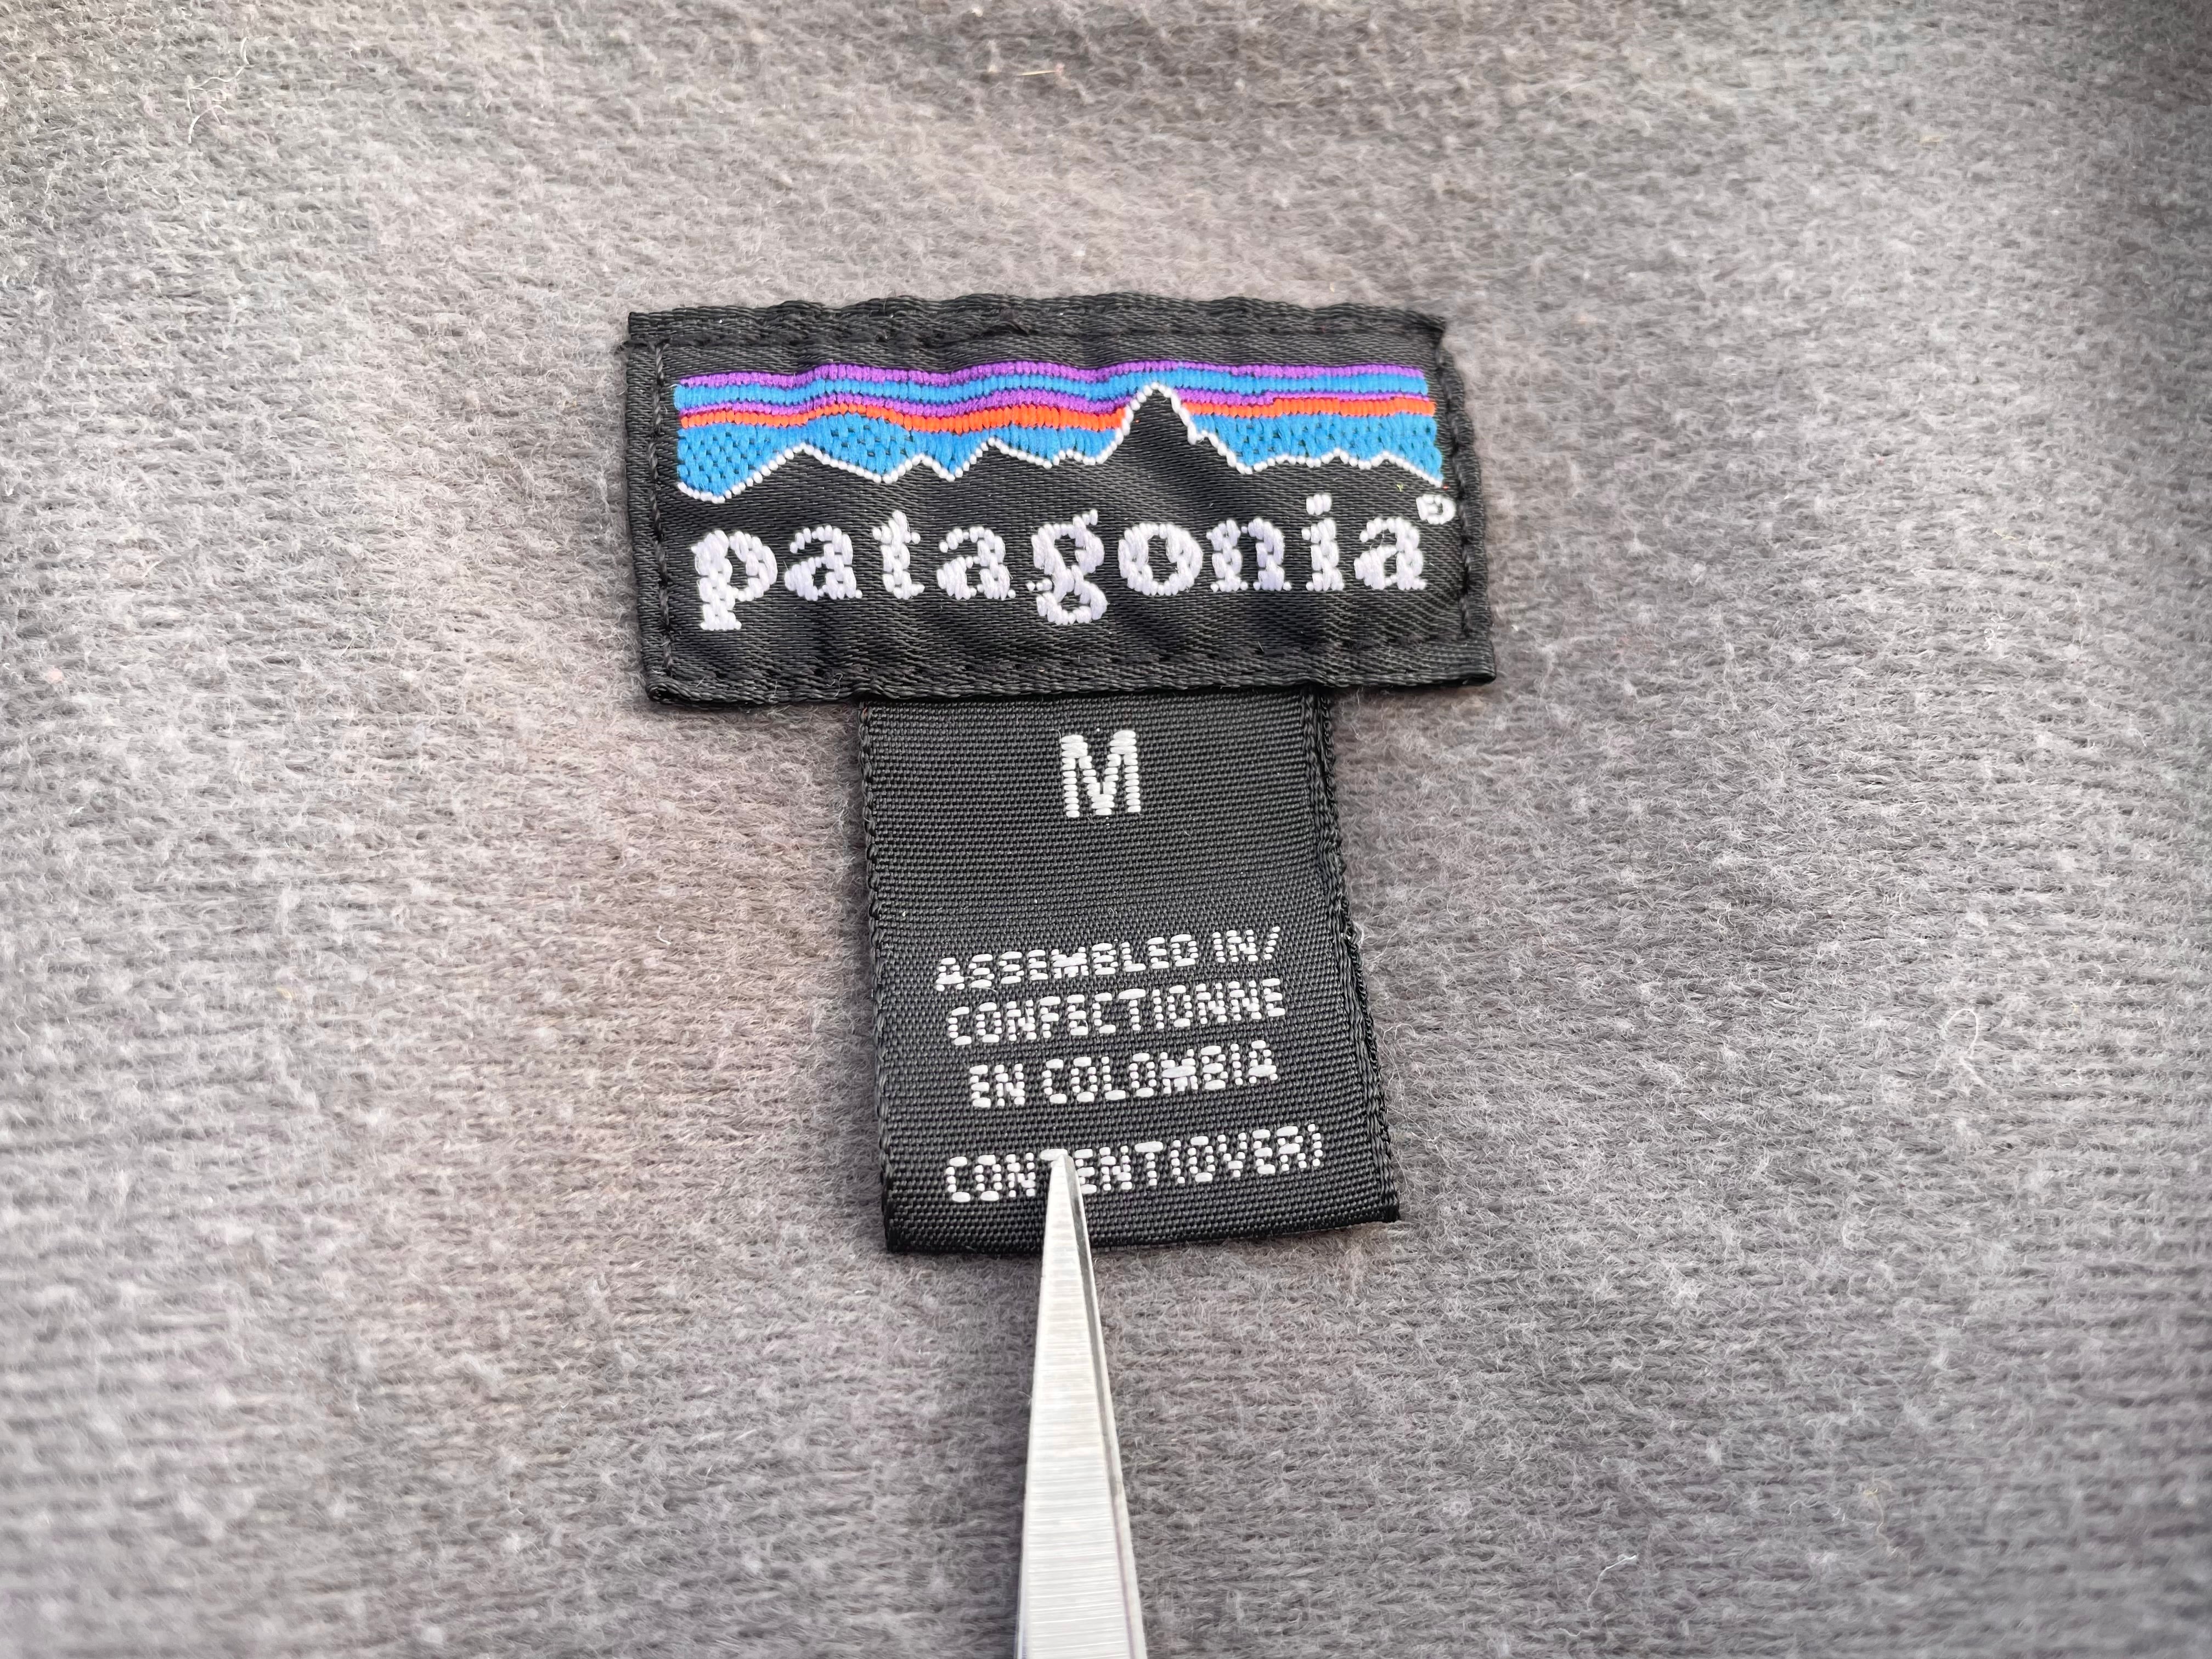 patagonia®
M
ASSEMBLED IN/
CONFECTIONNE
EN COLOMBIA
CONTENT(OVER)